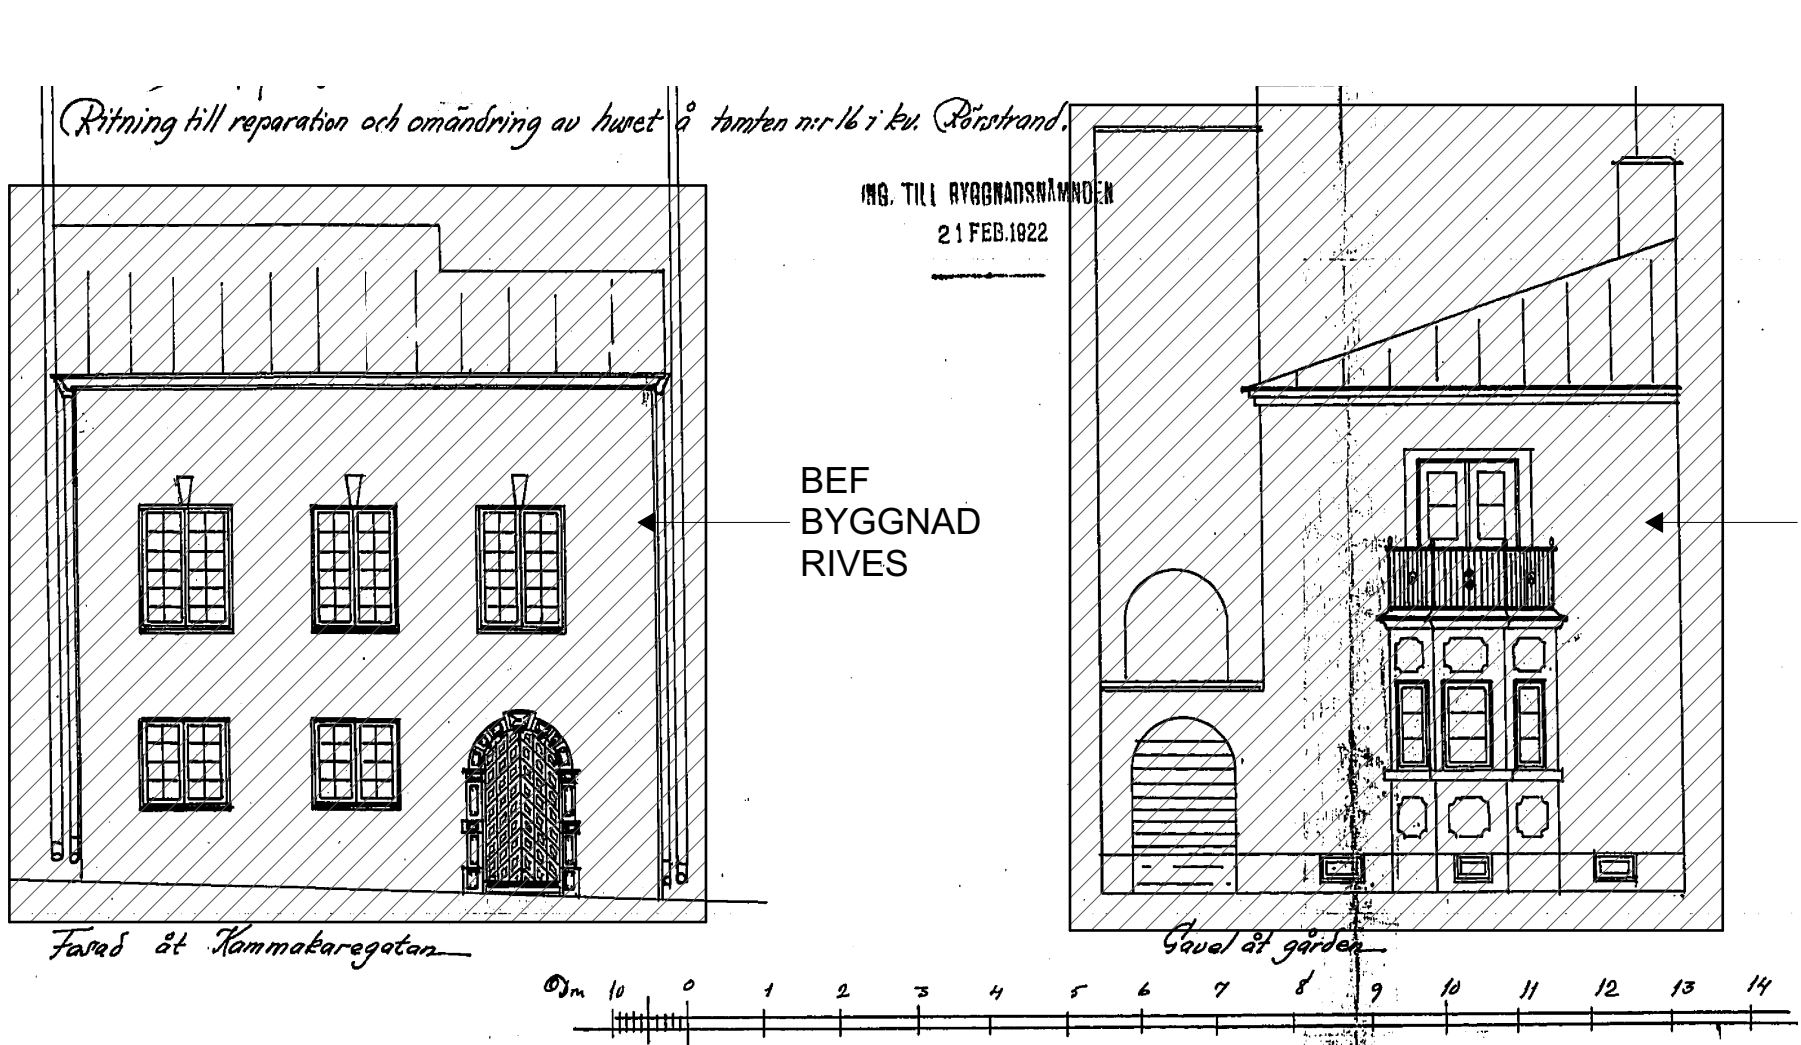 Ritning till reparation och omändring av huset å tomten n:r 16 i kv. Rörstrand.
ING. TILL BYGGNADSNÄMNDEN
21 FEB.1922
BEF
BYGGNAD
RIVES
Fasad åt Kammakaregatan
Gavel åt gården
Dm 10 0 1 2 3 4 5 6 7 8 9 10 11 12 13 14